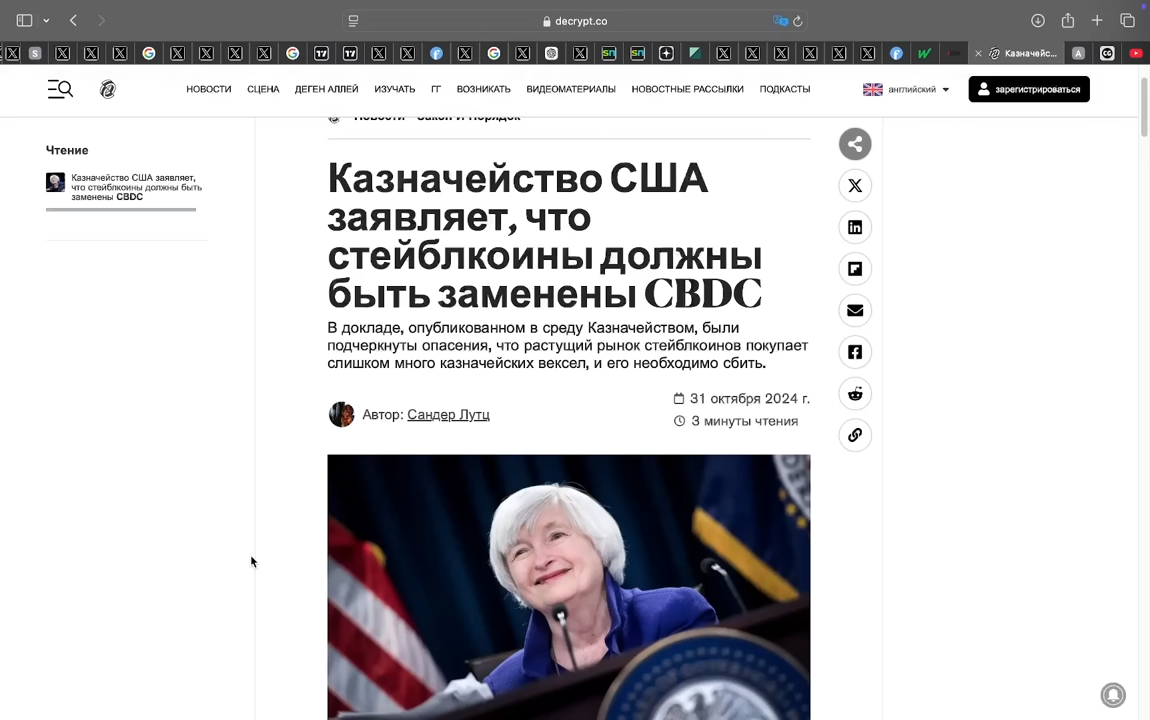 decrypt.co
Казначейс...
НОВОСТИ СЦЕНА ДЕГЕН АЛЛЕЙ ИЗУЧАТЬ ГГ ВОЗНИКАТЬ ВИДЕОМАТЕРИАЛЫ НОВОСТНЫЕ РАССЫЛКИ ПОДКАСТЫ английский зарегистрироваться
Новости Закон И Порядок
Чтение
Казначейство США заявляет,
что стейблкоины должны быть
заменены CBDC
Казначейство США
заявляет, что
стейблкоины должны
быть заменены CBDC
В докладе, опубликованном в среду Казначейством, были
подчеркнуты опасения, что растущий рынок стейблкоинов покупает
слишком много казначейских вексел, и его необходимо сбить.
31 октября 2024 г.
Автор: Сандер Лутц
3 минуты чтения